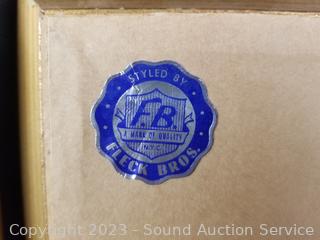 STYLED BY
F.B.
A MARK OF QUALITY
FLECK BROS.
Copyright 2023 - Sound Auction Service